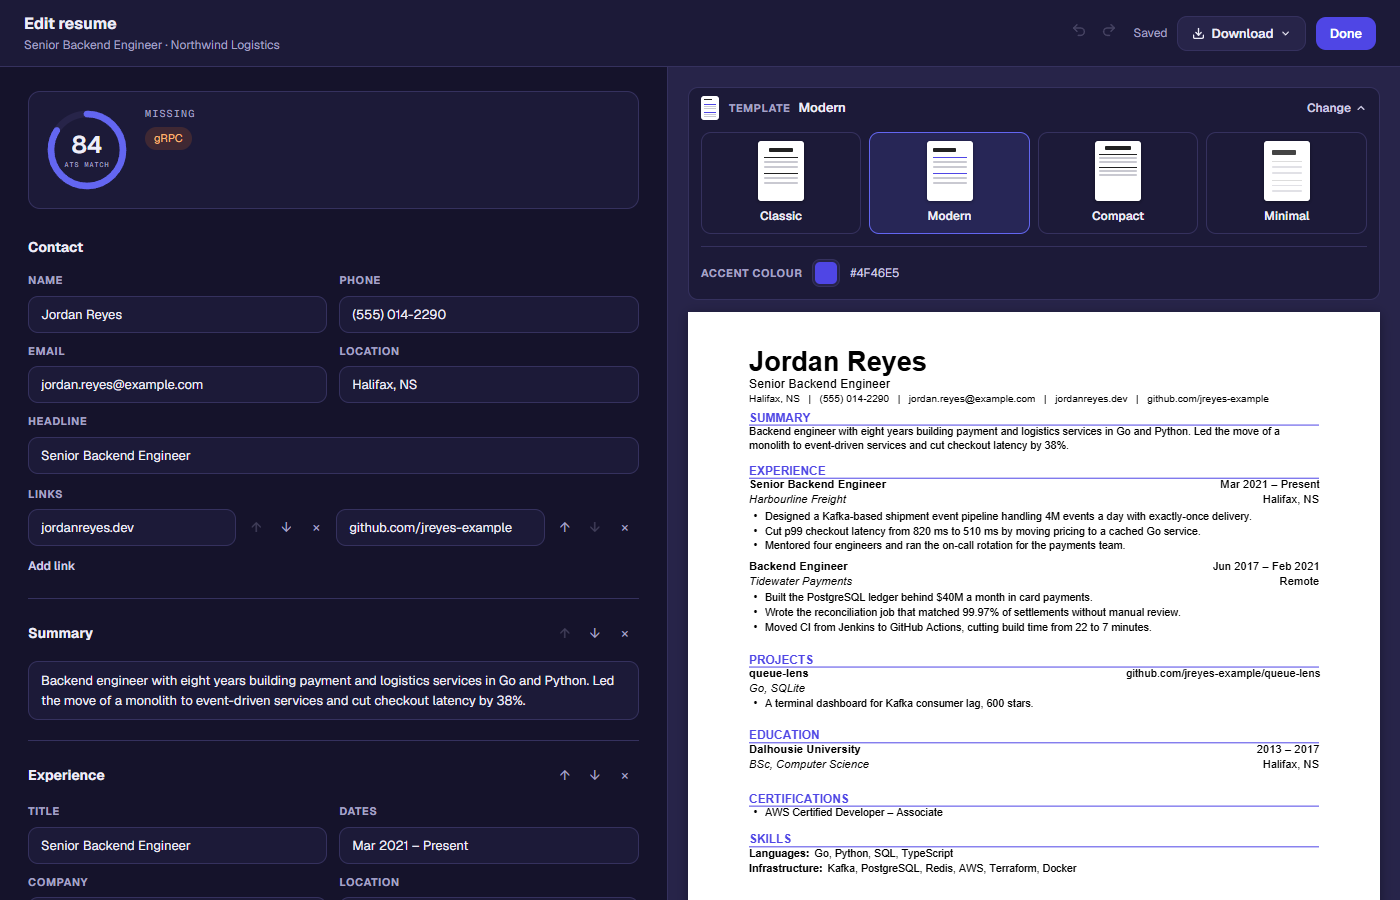 Edit resume
Senior Backend Engineer · Northwind Logistics
Saved
Download
Done
84
ATS MATCH
MISSING
gRPC
Contact
NAME
PHONE
Jordan Reyes
(555) 014-2290
EMAIL
LOCATION
jordan.reyes@example.com
Halifax, NS
HEADLINE
Senior Backend Engineer
LINKS
jordanreyes.dev
github.com/jreyes-example
Add link
Summary
Backend engineer with eight years building payment and logistics services in Go and Python. Led
the move of a monolith to event-driven services and cut checkout latency by 38%.
Experience
TITLE
DATES
Senior Backend Engineer
Mar 2021 – Present
COMPANY
LOCATION
TEMPLATE Modern
Change
Classic
Modern
Compact
Minimal
ACCENT COLOUR
#4F46E5
Jordan Reyes
Senior Backend Engineer
Halifax, NS | (555) 014-2290 | jordan.reyes@example.com | jordanreyes.dev | github.com/jreyes-example
SUMMARY
Backend engineer with eight years building payment and logistics services in Go and Python. Led the move of a
monolith to event-driven services and cut checkout latency by 38%.
EXPERIENCE
Senior Backend Engineer Mar 2021 – Present
Harbourline Freight Halifax, NS
• Designed a Kafka-based shipment event pipeline handling 4M events a day with exactly-once delivery.
• Cut p99 checkout latency from 820 ms to 510 ms by moving pricing to a cached Go service.
• Mentored four engineers and ran the on-call rotation for the payments team.
Backend Engineer Jun 2017 – Feb 2021
Tidewater Payments Remote
• Built the PostgreSQL ledger behind $40M a month in card payments.
• Wrote the reconciliation job that matched 99.97% of settlements without manual review.
• Moved CI from Jenkins to GitHub Actions, cutting build time from 22 to 7 minutes.
PROJECTS
queue-lens github.com/jreyes-example/queue-lens
Go, SQLite
• A terminal dashboard for Kafka consumer lag, 600 stars.
EDUCATION
Dalhousie University 2013 – 2017
BSc, Computer Science Halifax, NS
CERTIFICATIONS
• AWS Certified Developer – Associate
SKILLS
Languages: Go, Python, SQL, TypeScript
Infrastructure: Kafka, PostgreSQL, Redis, AWS, Terraform, Docker